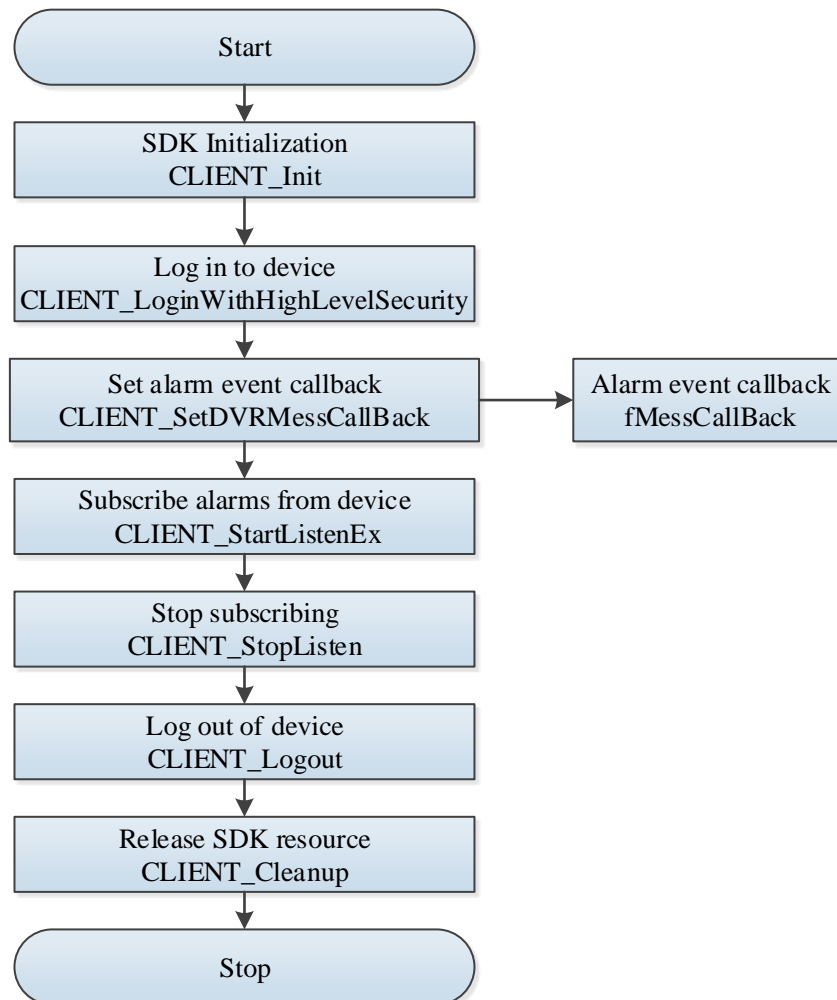 Start
SDK Initialization
CLIENT_Init
Log in to device
CLIENT_LoginWithHighLevelSecurity
Set alarm event callback
CLIENT_SetDVRMessCallBack
Alarm event callback
fMessCallBack
Subscribe alarms from device
CLIENT_StartListenEx
Stop subscribing
CLIENT_StopListen
Log out of device
CLIENT_Logout
Release SDK resource
CLIENT_Cleanup
Stop